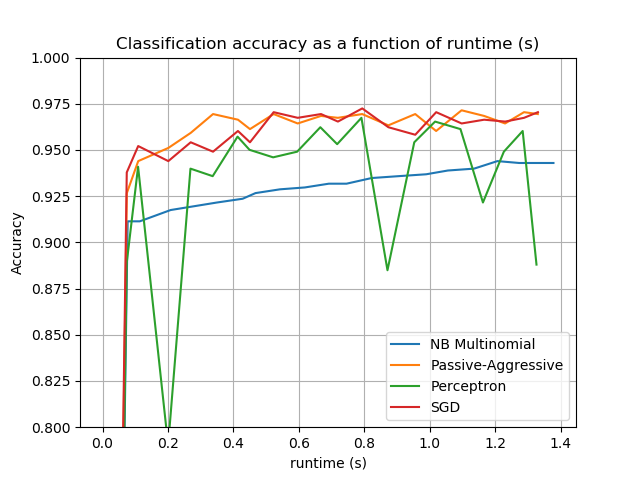 Classification accuracy as a function of runtime (s)
1.000
0.975
0.950
0.925
0.900
0.875
0.850
0.825
0.800
Accuracy
NB Multinomial
Passive-Aggressive
Perceptron
SGD
0.0 0.2 0.4 0.6 0.8 1.0 1.2 1.4
runtime (s)